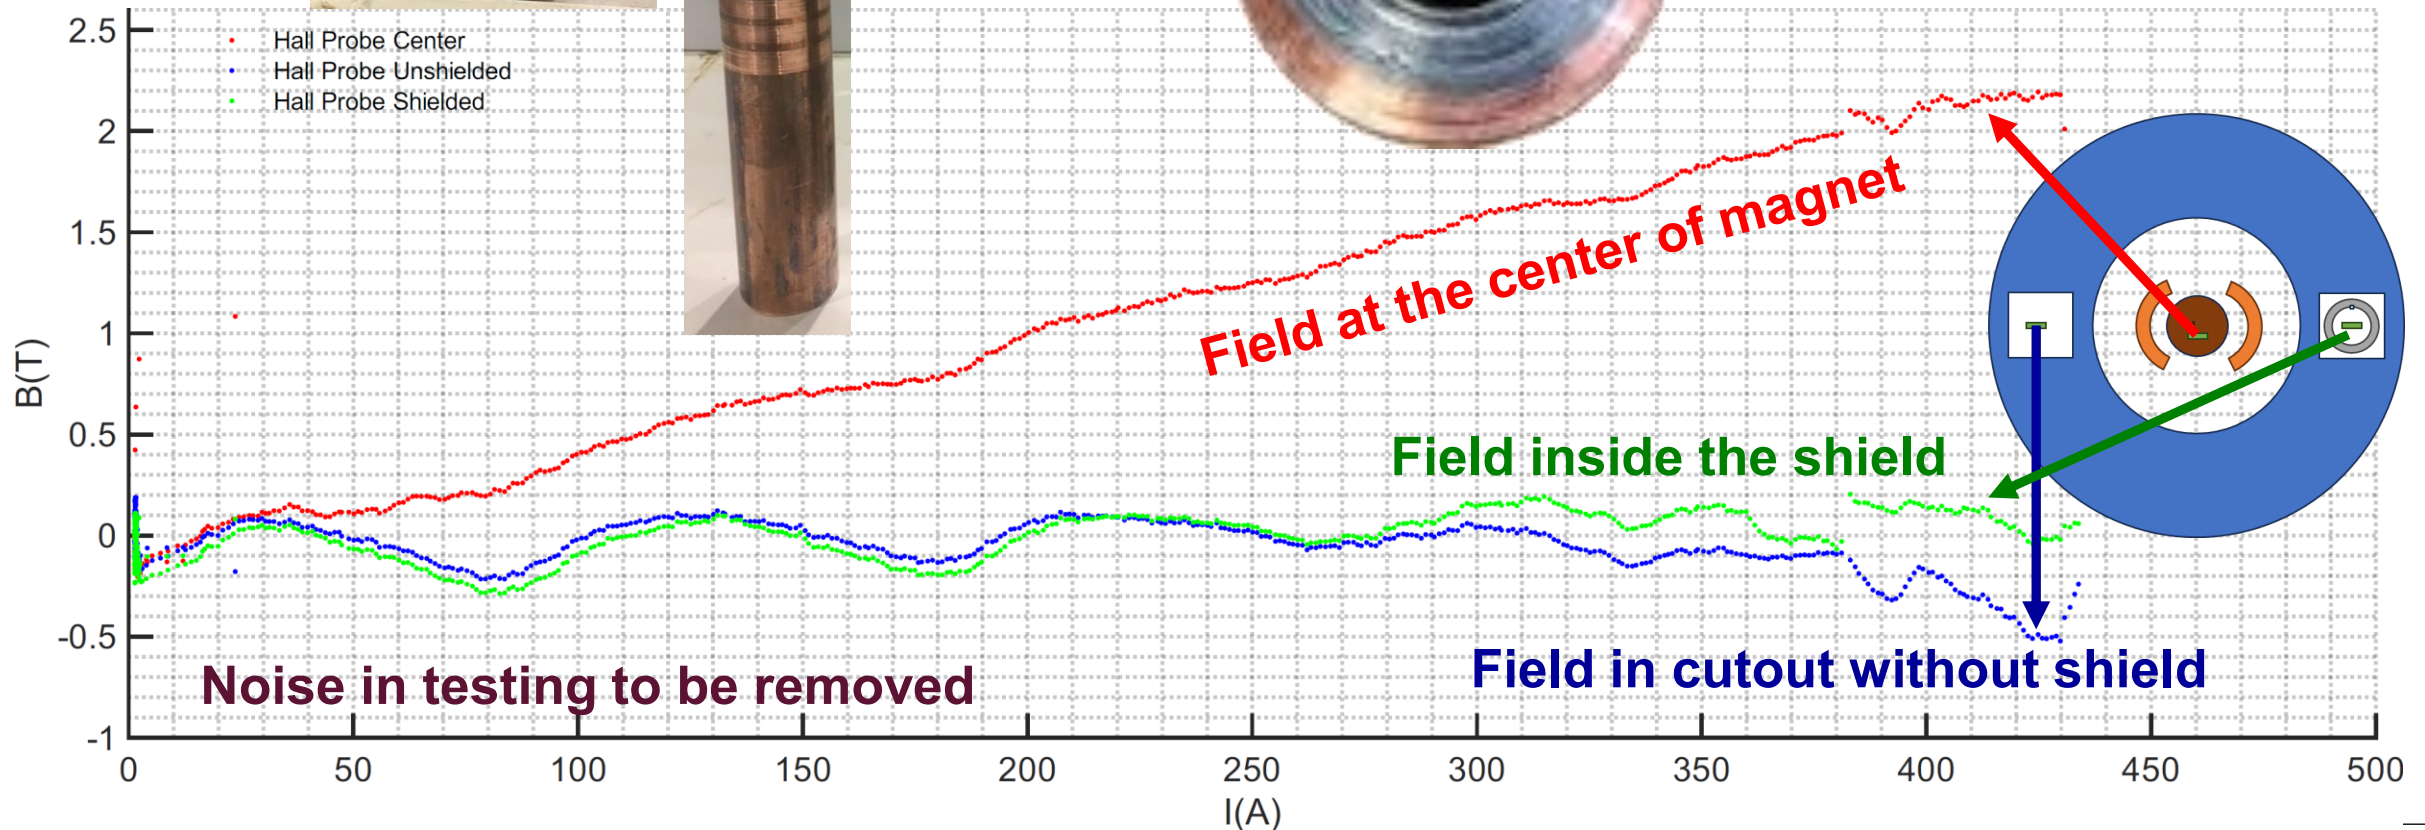 Hall Probe Center
Hall Probe Unshielded
Hall Probe Shielded
2.5
2
1.5
1
0.5
0
-0.5
-1
B(T)
Field at the center of magnet
Field inside the shield
Field in cutout without shield
Noise in testing to be removed
0 50 100 150 200 250 300 350 400 450 500
I(A)